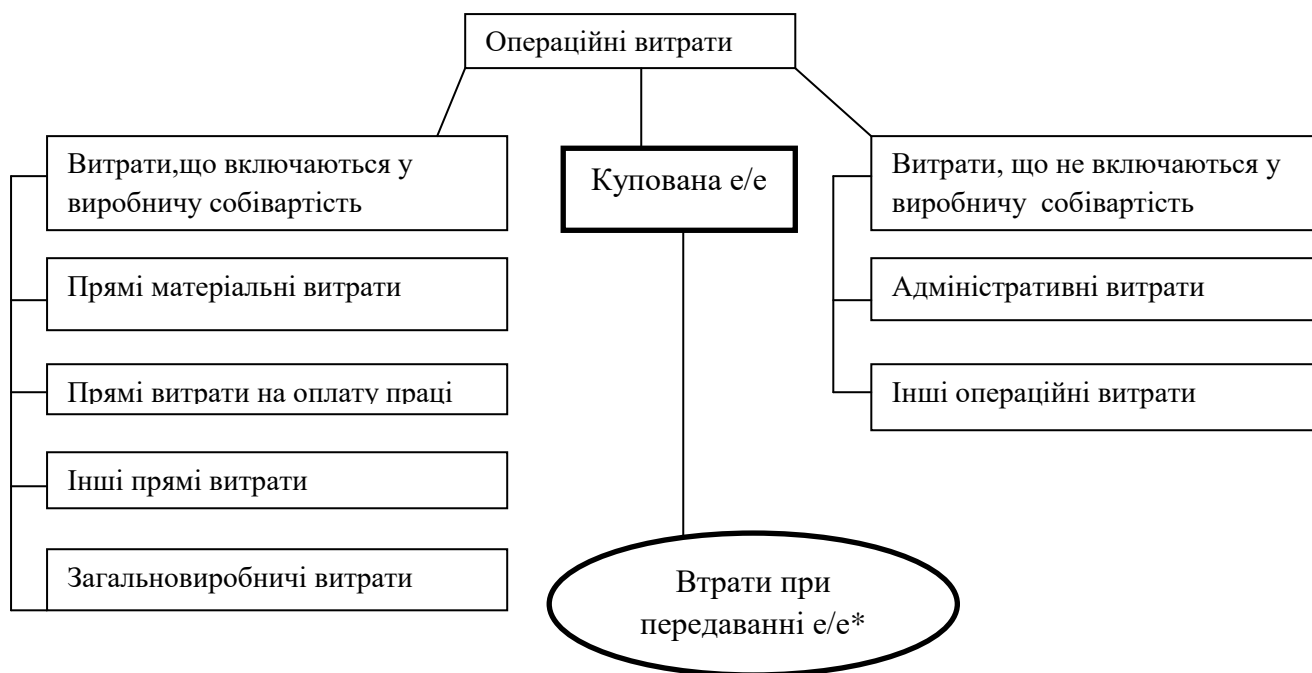 Операційні витрати
Витрати,що включаються у
виробничу собівартість
Купована е/е
Витрати, що не включаються у
виробничу собівартість
Прямі матеріальні витрати
Адміністративні витрати
Прямі витрати на оплату праці
Інші операційні витрати
Інші прямі витрати
Загальновиробничі витрати
Втрати при
передаванні е/е*